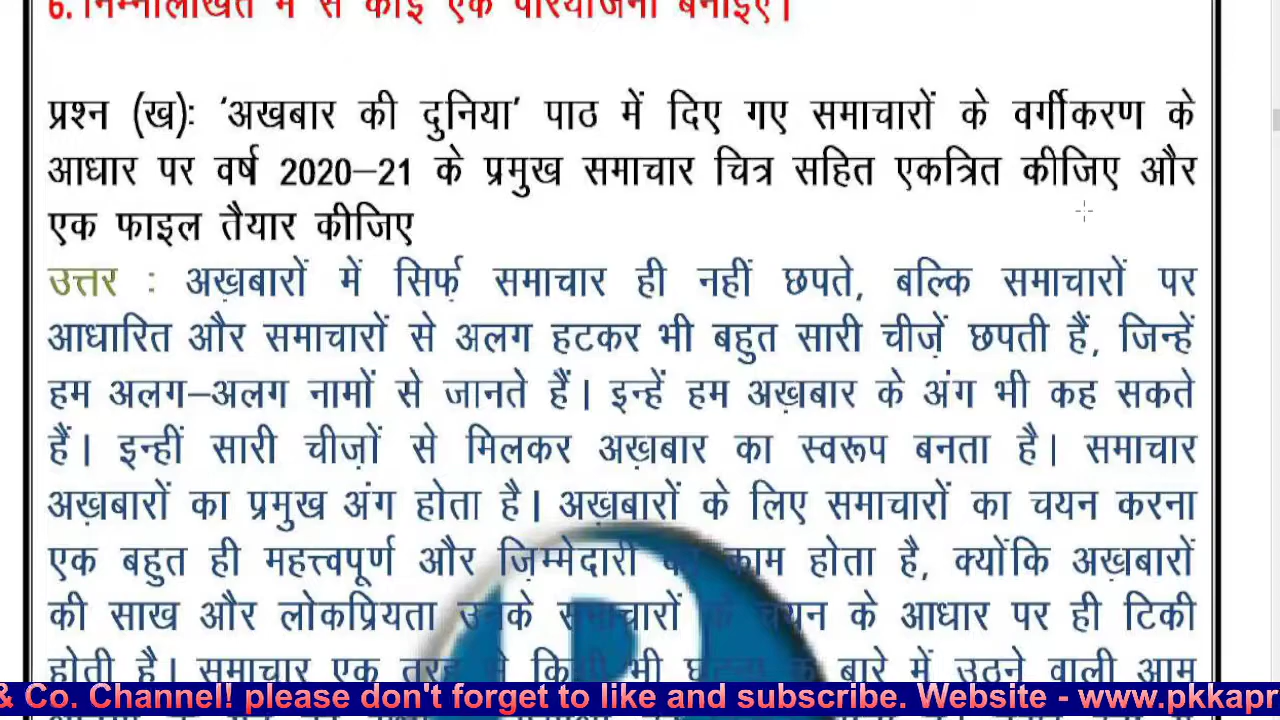 6. निम्नलिखित में से कोई एक परियोजना बनाइए।
प्रश्न (ख): 'अखबार की दुनिया' पाठ में दिए गए समाचारों के वर्गीकरण के
आधार पर वर्ष 2020–21 के प्रमुख समाचार चित्र सहित एकत्रित कीजिए और
एक फाइल तैयार कीजिए
उत्तर : अख़बारों में सिर्फ़ समाचार ही नहीं छपते, बल्कि समाचारों पर
आधारित और समाचारों से अलग हटकर भी बहुत सारी चीज़ें छपती हैं, जिन्हें
हम अलग–अलग नामों से जानते हैं। इन्हें हम अख़बार के अंग भी कह सकते
हैं। इन्हीं सारी चीज़ों से मिलकर अख़बार का स्वरूप बनता है। समाचार
अख़बारों का प्रमुख अंग होता है। अख़बारों के लिए समाचारों का चयन करना
एक बहुत ही महत्त्वपूर्ण और ज़िम्मेदारी का काम होता है, क्योंकि अख़बारों
की साख और लोकप्रियता उनके समाचारों के चयन के आधार पर ही टिकी
होती है। समाचार एक तरह से किसी भी घटना के बारे में उठने वाली आम
& Co. Channel! please don't forget to like and subscribe. Website - www.pkkapr